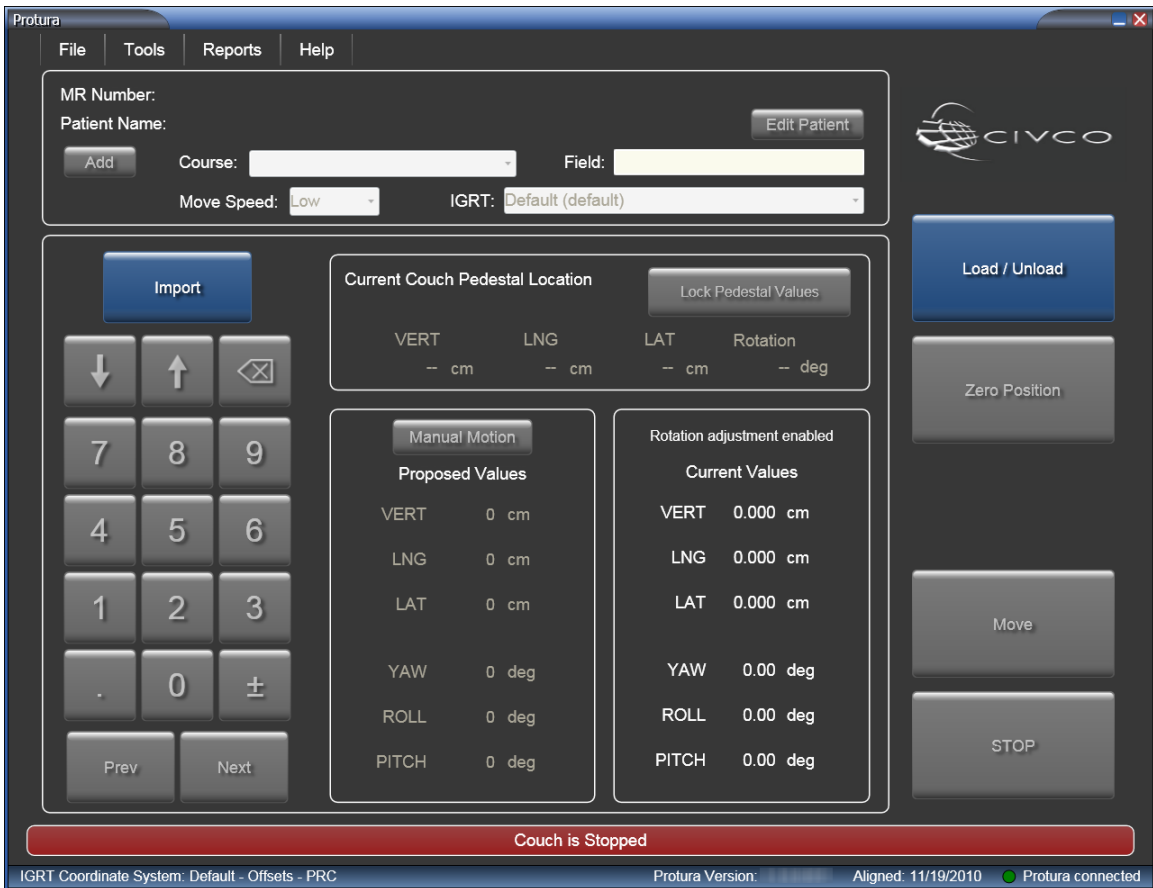 Protura
File Tools Reports Help
MR Number:
Patient Name:
Edit Patient
Add Course: Field:
Move Speed: Low IGRT: Default (default)
CIVCO
Import
Current Couch Pedestal Location
Lock Pedestal Values
VERT LNG LAT Rotation
-- cm -- cm -- cm -- deg
Load / Unload
Zero Position
7 8 9
4 5 6
1 2 3
. 0 ±
Prev Next
Manual Motion
Proposed Values
VERT 0 cm
LNG 0 cm
LAT 0 cm
YAW 0 deg
ROLL 0 deg
PITCH 0 deg
Rotation adjustment enabled
Current Values
VERT 0.000 cm
LNG 0.000 cm
LAT 0.000 cm
YAW 0.00 deg
ROLL 0.00 deg
PITCH 0.00 deg
Move
STOP
Couch is Stopped
IGRT Coordinate System: Default - Offsets - PRC Protura Version: Aligned: 11/19/2010 Protura connected